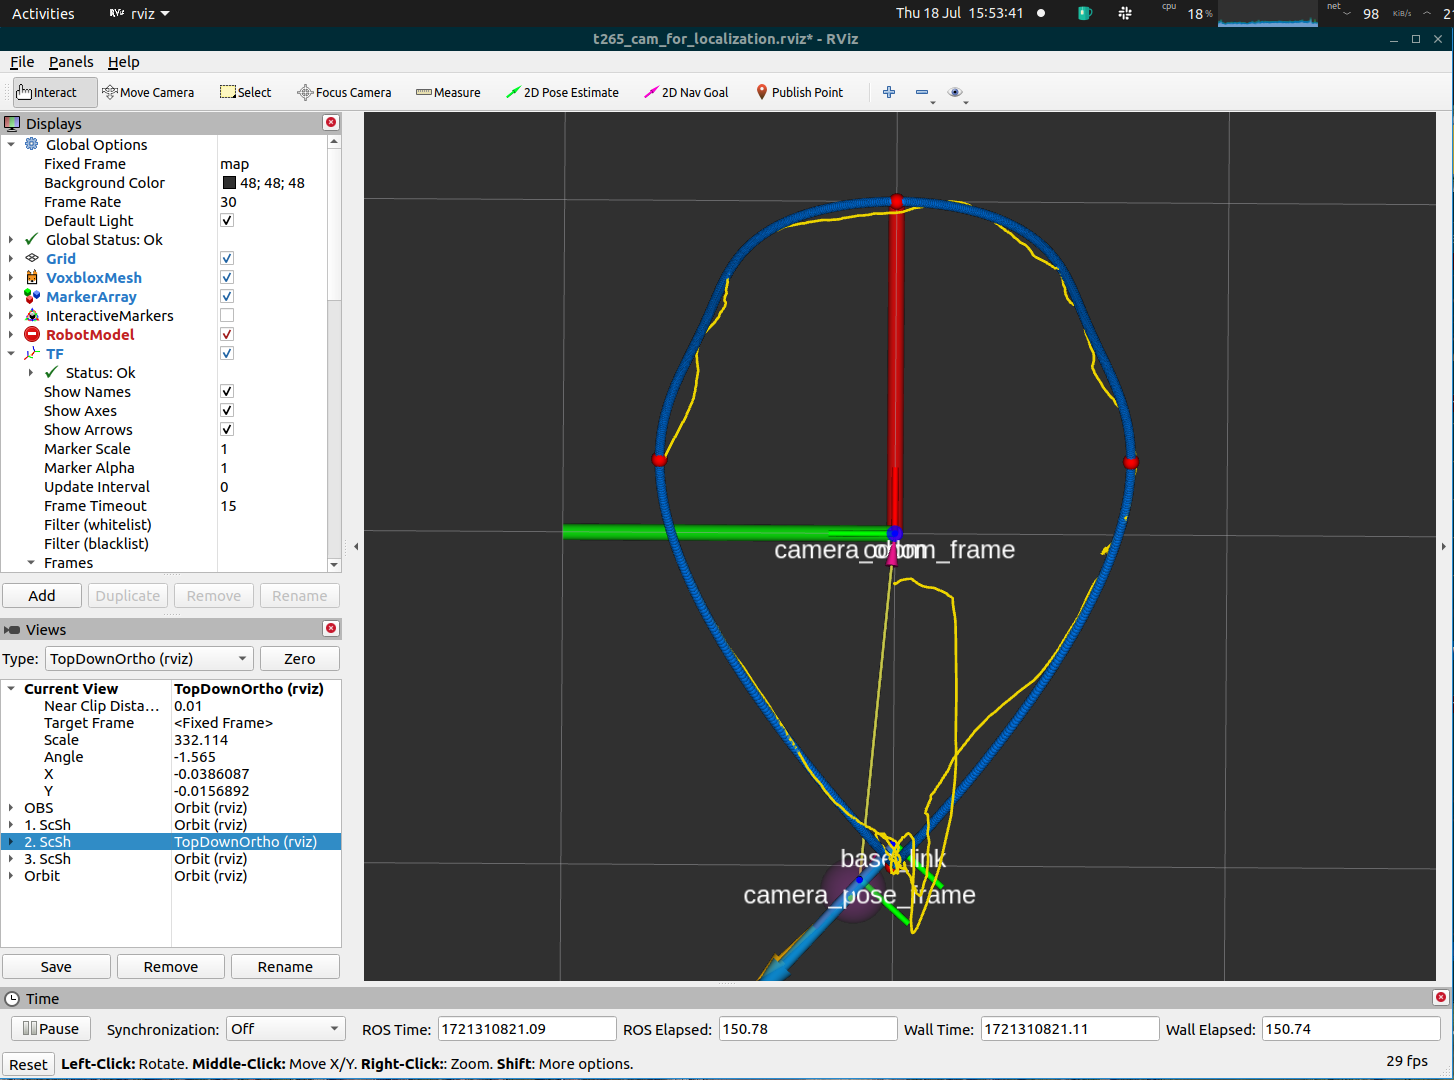 Activities rviz Thu 18 Jul 15:53:41 cpu 18% net 98 KiB/s
t265_cam_for_localization.rviz* - RViz
File Panels Help
Interact Move Camera Select Focus Camera Measure 2D Pose Estimate 2D Nav Goal Publish Point
Displays
Global Options
Fixed Frame map
Background Color 48; 48; 48
Frame Rate 30
Default Light
Global Status: Ok
Grid
VoxbloxMesh
MarkerArray
InteractiveMarkers
RobotModel
TF
Status: Ok
Show Names
Show Axes
Show Arrows
Marker Scale 1
Marker Alpha 1
Update Interval 0
Frame Timeout 15
Filter (whitelist)
Filter (blacklist)
Frames
Add Duplicate Remove Rename
Views
Type: TopDownOrtho (rviz) Zero
Current View TopDownOrtho (rviz)
Near Clip Dista... 0.01
Target Frame <Fixed Frame>
Scale 332.114
Angle -1.565
X -0.0386087
Y -0.0156892
OBS Orbit (rviz)
1. ScSh Orbit (rviz)
2. ScSh TopDownOrtho (rviz)
3. ScSh Orbit (rviz)
Orbit Orbit (rviz)
Save Remove Rename
camera_odom_frame
base_link
camera_pose_frame
Time
Pause Synchronization: Off ROS Time: 1721310821.09 ROS Elapsed: 150.78 Wall Time: 1721310821.11 Wall Elapsed: 150.74
Reset Left-Click: Rotate. Middle-Click: Move X/Y. Right-Click:: Zoom. Shift: More options. 29 fps